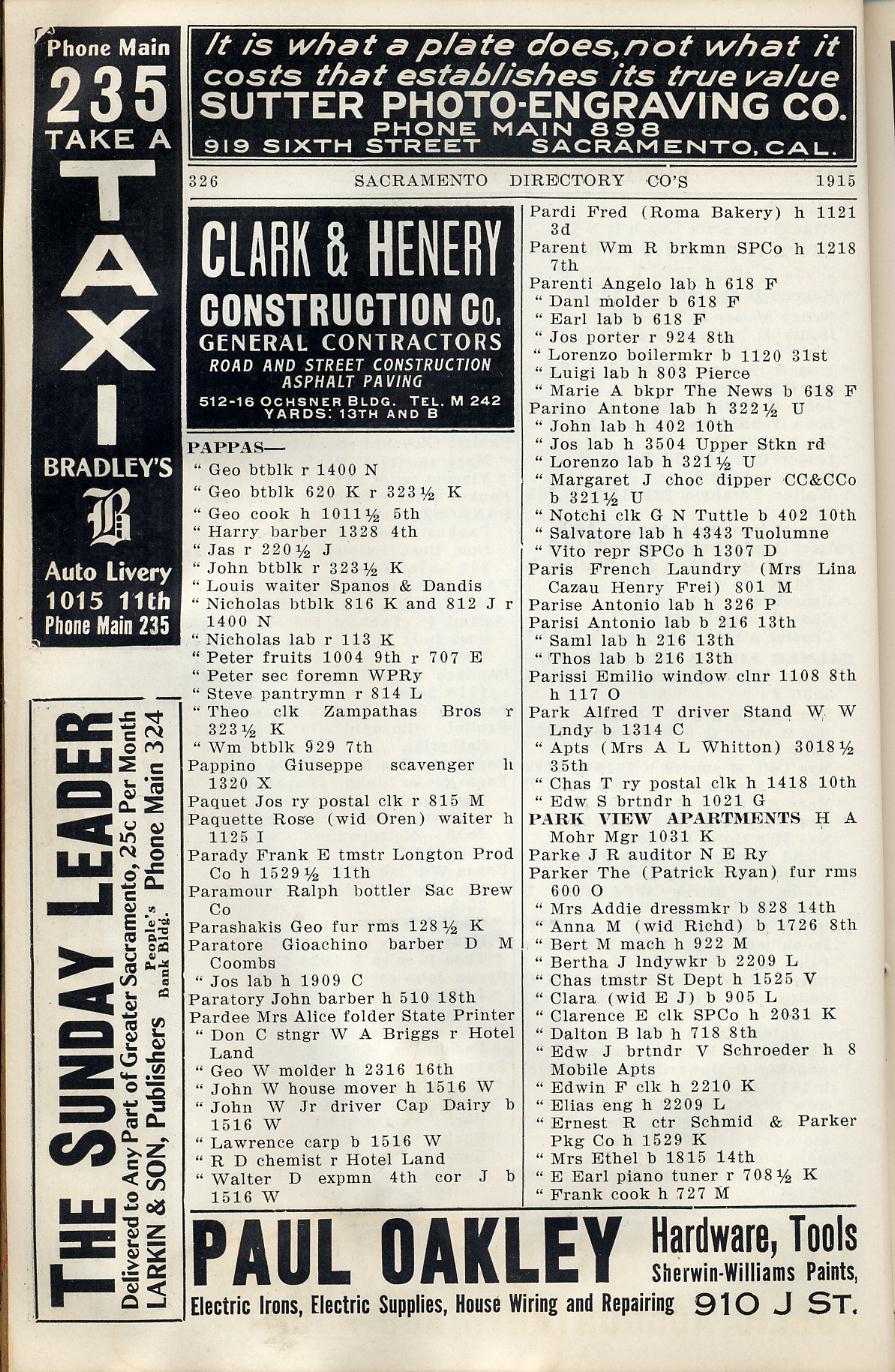 Phone Main
235
TAKE A
TAXI
BRADLEY'S
B
Auto Livery
1015 11th
Phone Main 235
THE SUNDAY LEADER
Delivered to Any Part of Greater Sacramento, 25c Per Month
LARKIN & SON, Publishers People's Bank Bldg. Phone Main 324
It is what a plate does, not what it
costs that establishes its true value
SUTTER PHOTO-ENGRAVING CO.
PHONE MAIN 898
919 SIXTH STREET SACRAMENTO, CAL.
326 SACRAMENTO DIRECTORY CO'S 1915
CLARK & HENERY
CONSTRUCTION CO.
GENERAL CONTRACTORS
ROAD AND STREET CONSTRUCTION
ASPHALT PAVING
512-16 OCHSNER BLDG. TEL. M 242
YARDS: 13TH AND B
PAPPAS—
" Geo btblk r 1400 N
" Geo btblk 620 K r 323½ K
" Geo cook h 1011½ 5th
" Harry barber 1328 4th
" Jas r 220½ J
" John btblk r 323½ K
" Louis waiter Spanos & Dandis
" Nicholas btblk 816 K and 812 J r
1400 N
" Nicholas lab r 113 K
" Peter fruits 1004 9th r 707 E
" Peter sec foremn WPRy
" Steve pantrymn r 814 L
" Theo clk Zampathas Bros r
323½ K
" Wm btblk 929 7th
Pappino Giuseppe scavenger h
1320 X
Paquet Jos ry postal clk r 815 M
Paquette Rose (wid Oren) waiter h
1125 I
Parady Frank E tmstr Longton Prod
Co h 1529½ 11th
Paramour Ralph bottler Sac Brew
Co
Parashakis Geo fur rms 128½ K
Paratore Gioachino barber D M
Coombs
" Jos lab h 1909 C
Paratory John barber h 510 18th
Pardee Mrs Alice folder State Printer
" Don C stngr W A Briggs r Hotel
Land
" Geo W molder h 2316 16th
" John W house mover h 1516 W
" John W Jr driver Cap Dairy b
1516 W
" Lawrence carp b 1516 W
" R D chemist r Hotel Land
" Walter D expmn 4th cor J b
1516 W
Pardi Fred (Roma Bakery) h 1121
3d
Parent Wm R brkmn SPCo h 1218
7th
Parenti Angelo lab h 618 F
" Danl molder b 618 F
" Earl lab b 618 F
" Jos porter r 924 8th
" Lorenzo boilermkr b 1120 31st
" Luigi lab h 803 Pierce
" Marie A bkpr The News b 618 F
Parino Antone lab h 322½ U
" John lab h 402 10th
" Jos lab h 3504 Upper Stkn rd
" Lorenzo lab h 321½ U
" Margaret J choc dipper CC&CCo
b 321½ U
" Notchi clk G N Tuttle b 402 10th
" Salvatore lab h 4343 Tuolumne
" Vito repr SPCo h 1307 D
Paris French Laundry (Mrs Lina
Cazau Henry Frei) 801 M
Parise Antonio lab h 326 P
Parisi Antonio lab b 216 13th
" Saml lab h 216 13th
" Thos lab b 216 13th
Parissi Emilio window clnr 1108 8th
h 117 O
Park Alfred T driver Stand W W
Lndy b 1314 C
" Apts (Mrs A L Whitton) 3018½
35th
" Chas T ry postal clk h 1418 10th
" Edw S brtndr h 1021 G
PARK VIEW APARTMENTS H A
Mohr Mgr 1031 K
Parke J R auditor N E Ry
Parker The (Patrick Ryan) fur rms
600 O
" Mrs Addie dressmkr b 828 14th
" Anna M (wid Richd) b 1726 8th
" Bert M mach h 922 M
" Bertha J lndywkr b 2209 L
" Chas tmstr St Dept h 1525 V
" Clara (wid E J) b 905 L
" Clarence E clk SPCo h 2031 K
" Dalton B lab h 718 8th
" Edw J brtndr V Schroeder h 8
Mobile Apts
" Edwin F clk h 2210 K
" Elias eng h 2209 L
" Ernest R ctr Schmid & Parker
Pkg Co h 1529 K
" Mrs Ethel b 1815 14th
" E Earl piano tuner r 708½ K
" Frank cook h 727 M
PAUL OAKLEY Hardware, Tools
Sherwin-Williams Paints,
Electric Irons, Electric Supplies, House Wiring and Repairing 910 J ST.